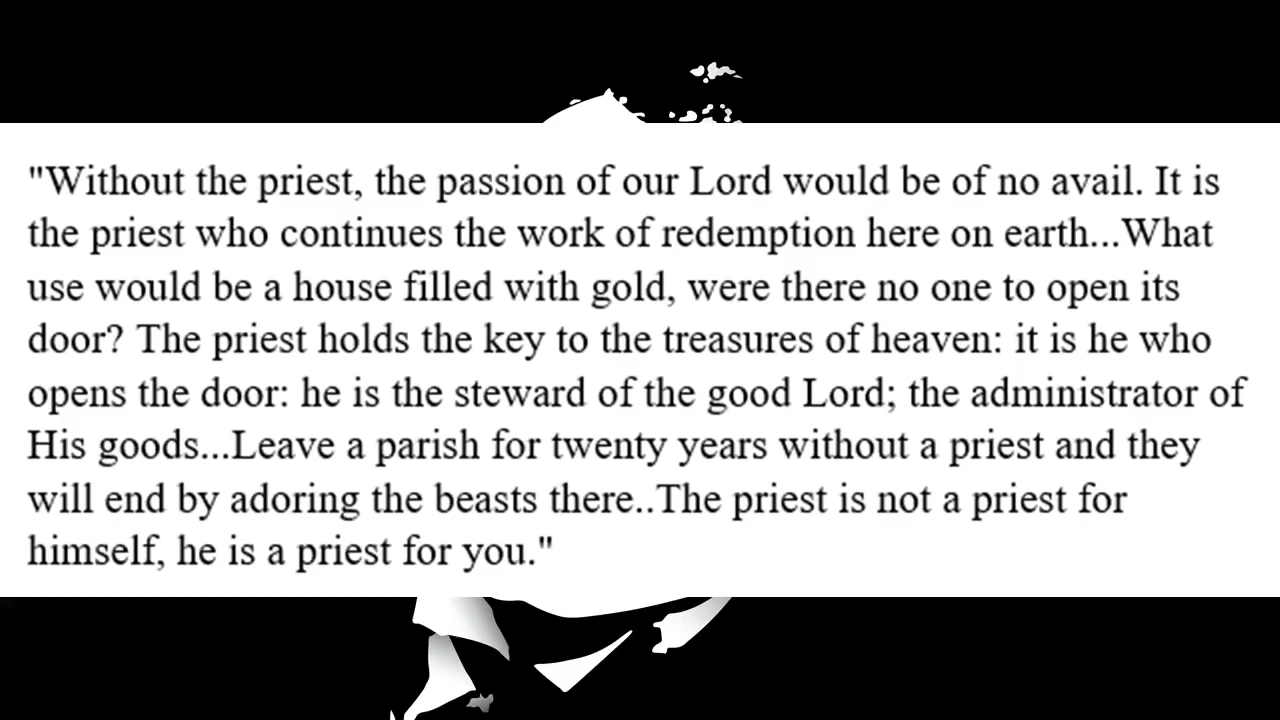 "Without the priest, the passion of our Lord would be of no avail. It is
the priest who continues the work of redemption here on earth...What
use would be a house filled with gold, were there no one to open its
door? The priest holds the key to the treasures of heaven: it is he who
opens the door: he is the steward of the good Lord; the administrator of
His goods...Leave a parish for twenty years without a priest and they
will end by adoring the beasts there..The priest is not a priest for
himself, he is a priest for you."